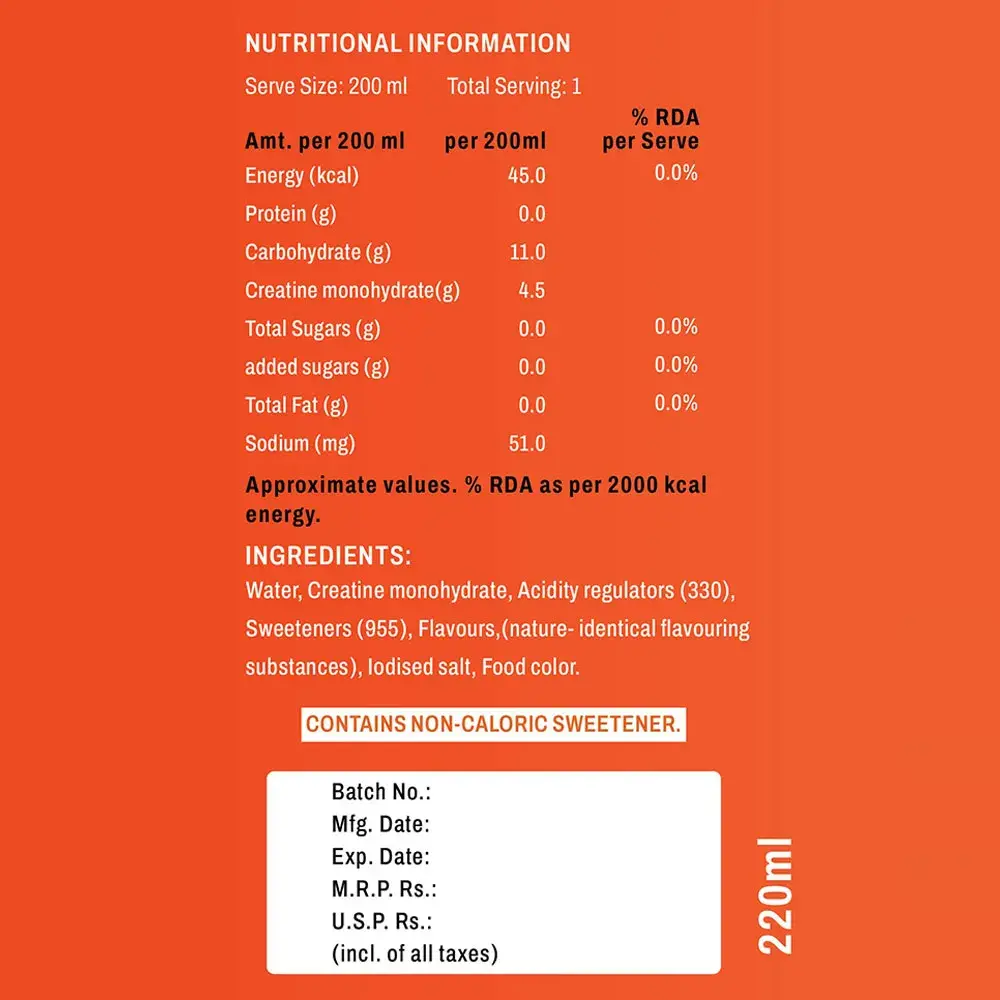 NUTRITIONAL INFORMATION
Serve Size: 200 ml Total Serving: 1
% RDA
Amt. per 200 ml per 200ml per Serve
Energy (kcal) 45.0 0.0%
Protein (g) 0.0
Carbohydrate (g) 11.0
Creatine monohydrate(g) 4.5
Total Sugars (g) 0.0 0.0%
added sugars (g) 0.0 0.0%
Total Fat (g) 0.0 0.0%
Sodium (mg) 51.0
Approximate values. % RDA as per 2000 kcal
energy.
INGREDIENTS:
Water, Creatine monohydrate, Acidity regulators (330),
Sweeteners (955), Flavours,(nature- identical flavouring
substances), Iodised salt, Food color.
CONTAINS NON-CALORIC SWEETENER.
Batch No.:
Mfg. Date:
Exp. Date:
M.R.P. Rs.:
U.S.P. Rs.:
(incl. of all taxes)
220ml